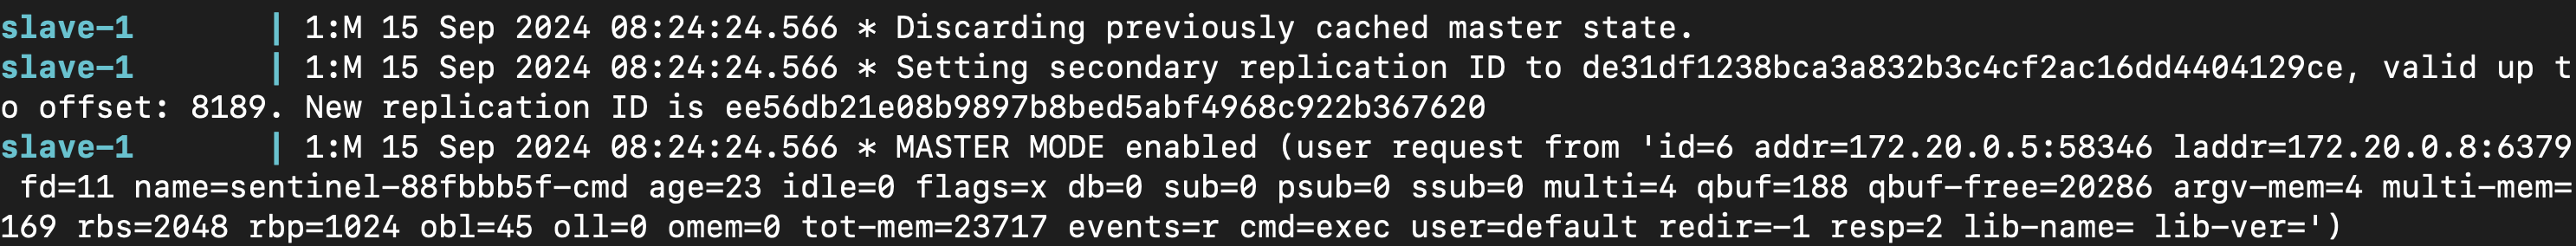 slave-1       | 1:M 15 Sep 2024 08:24:24.566 * Discarding previously cached master state.
slave-1       | 1:M 15 Sep 2024 08:24:24.566 * Setting secondary replication ID to de31df1238bca3a832b3c4cf2ac16dd4404129ce, valid up t
o offset: 8189. New replication ID is ee56db21e08b9897b8bed5abf4968c922b367620
slave-1       | 1:M 15 Sep 2024 08:24:24.566 * MASTER MODE enabled (user request from 'id=6 addr=172.20.0.5:58346 laddr=172.20.0.8:6379
 fd=11 name=sentinel-88fbbb5f-cmd age=23 idle=0 flags=x db=0 sub=0 psub=0 ssub=0 multi=4 qbuf=188 qbuf-free=20286 argv-mem=4 multi-mem=
169 rbs=2048 rbp=1024 obl=45 oll=0 omem=0 tot-mem=23717 events=r cmd=exec user=default redir=-1 resp=2 lib-name= lib-ver=')